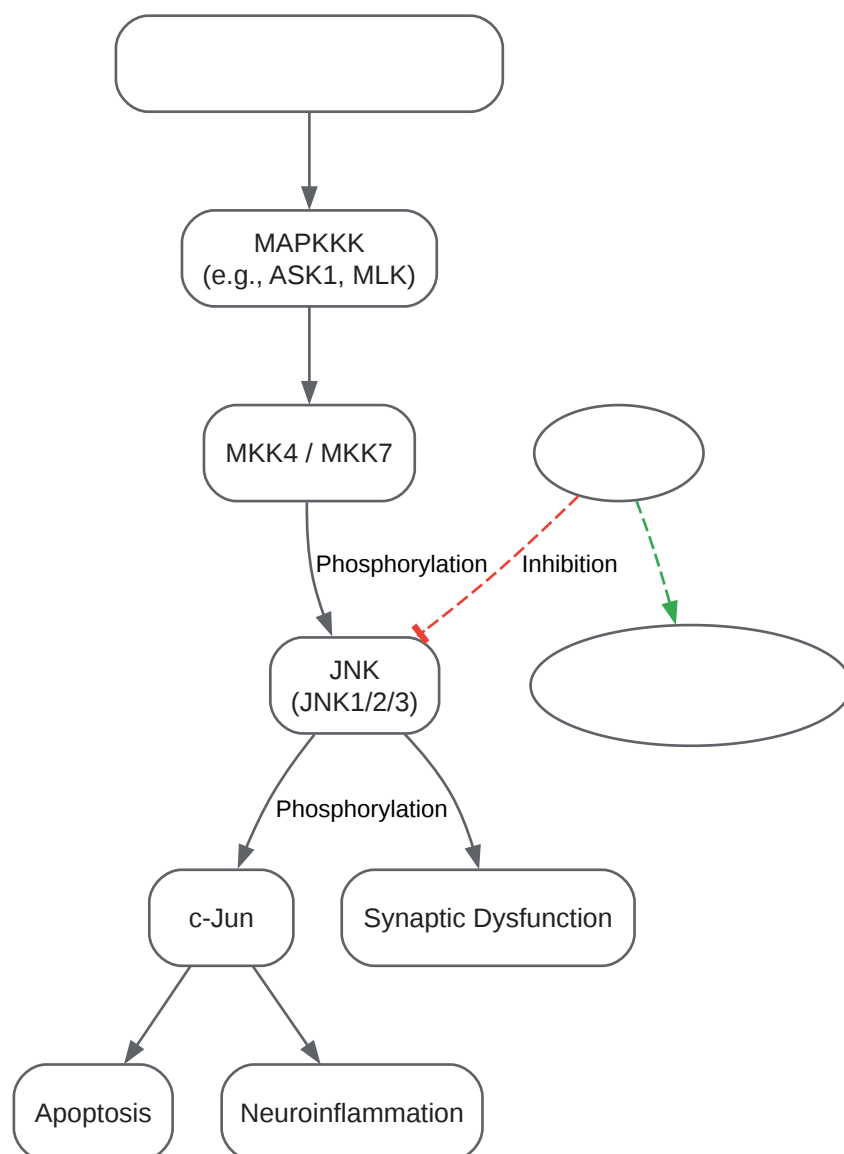 MAPKKK
(e.g., ASK1, MLK)
MKK4 / MKK7
Phosphorylation
Inhibition
JNK
(JNK1/2/3)
Phosphorylation
c-Jun
Synaptic Dysfunction
Apoptosis
Neuroinflammation